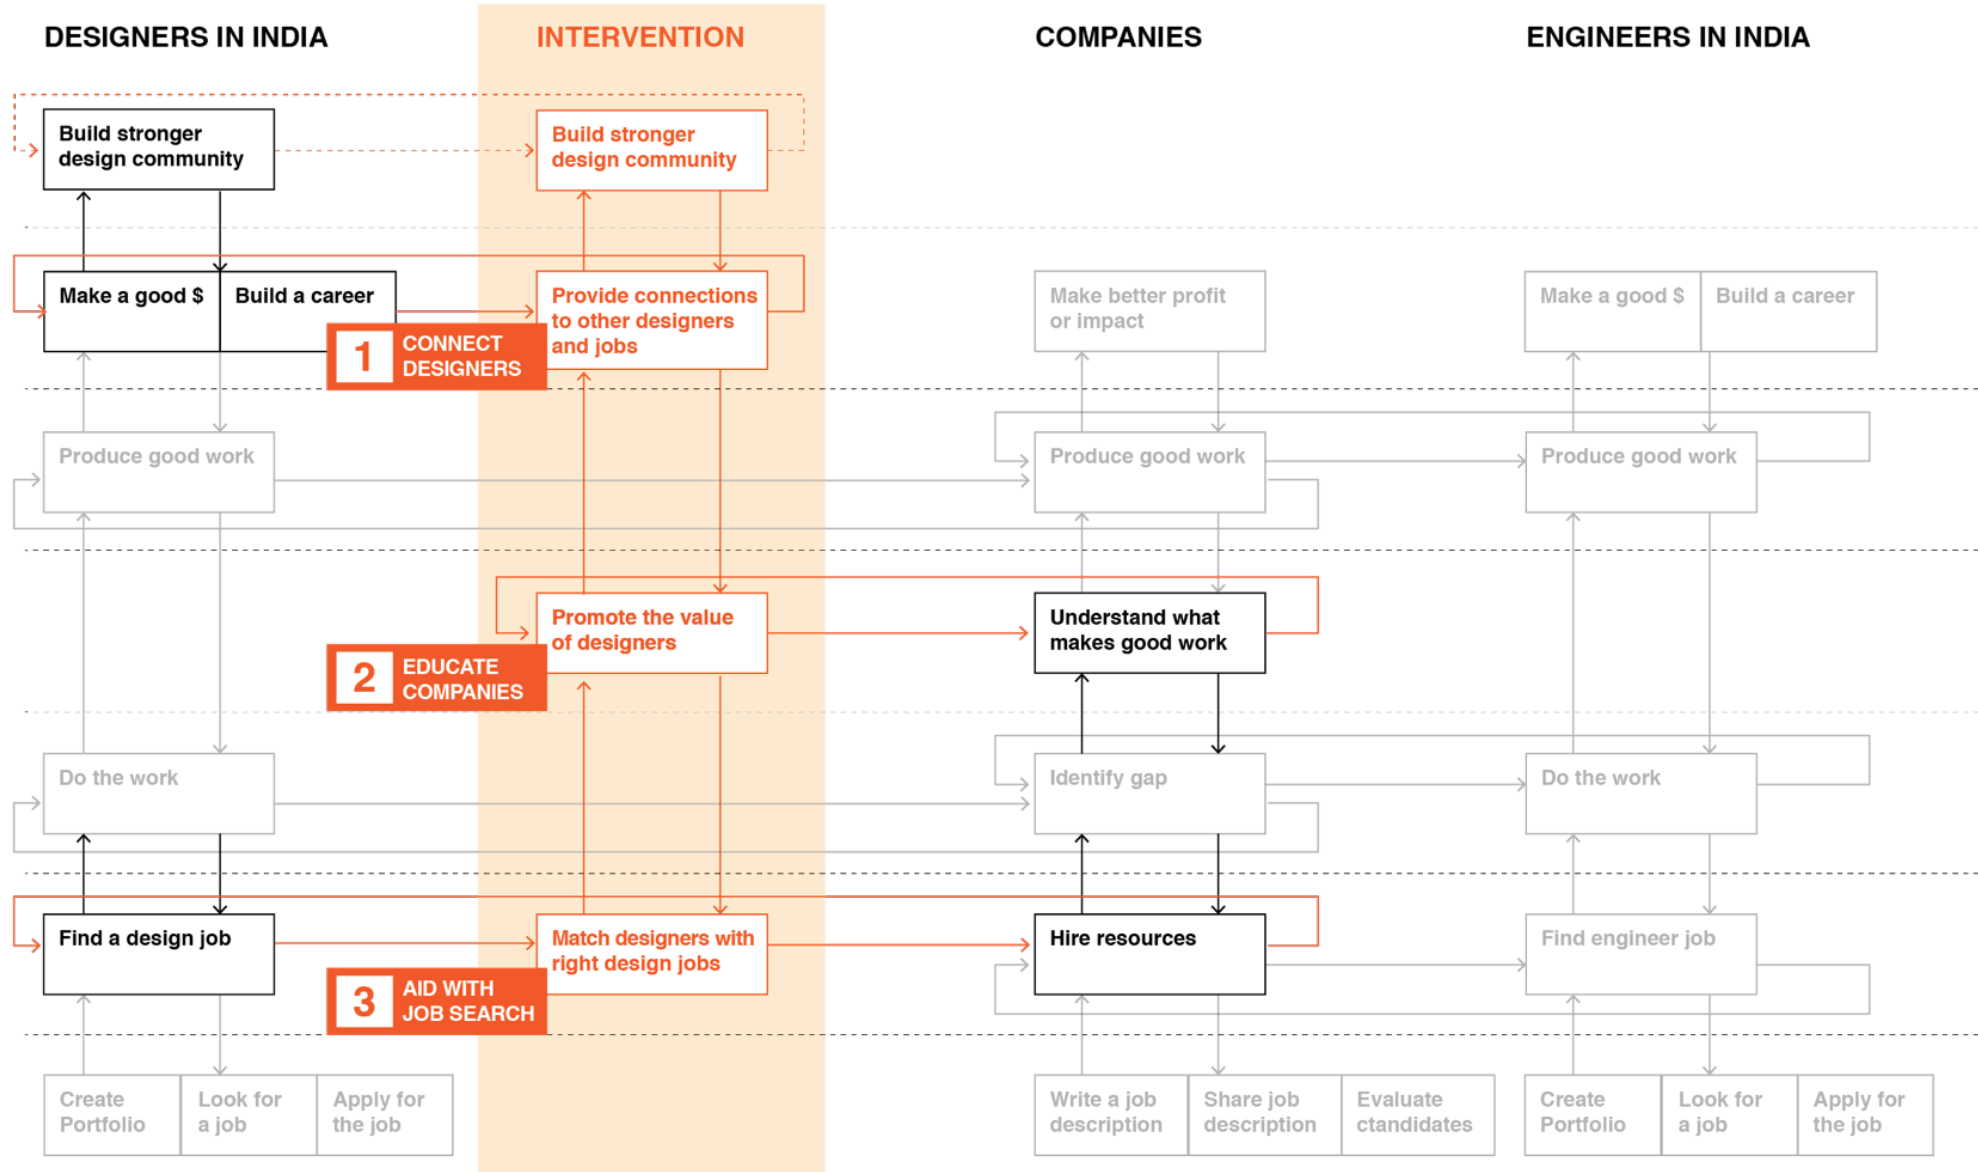 DESIGNERS IN INDIA
INTERVENTION
COMPANIES
ENGINEERS IN INDIA
Build stronger
design community
Build stronger
design community
Make a good $
Build a career
Provide connections
to other designers
and jobs
Make better profit
or impact
Make a good $
Build a career
1
CONNECT
DESIGNERS
Produce good work
Produce good work
Produce good work
Promote the value
of designers
Understand what
makes good work
2
EDUCATE
COMPANIES
Do the work
Identify gap
Do the work
Find a design job
Match designers with
right design jobs
Hire resources
Find engineer job
3
AID WITH
JOB SEARCH
Create
Portfolio
Look for
a job
Apply for
the job
Write a job
description
Share job
description
Evaluate
ctandidates
Create
Portfolio
Look for
a job
Apply for
the job